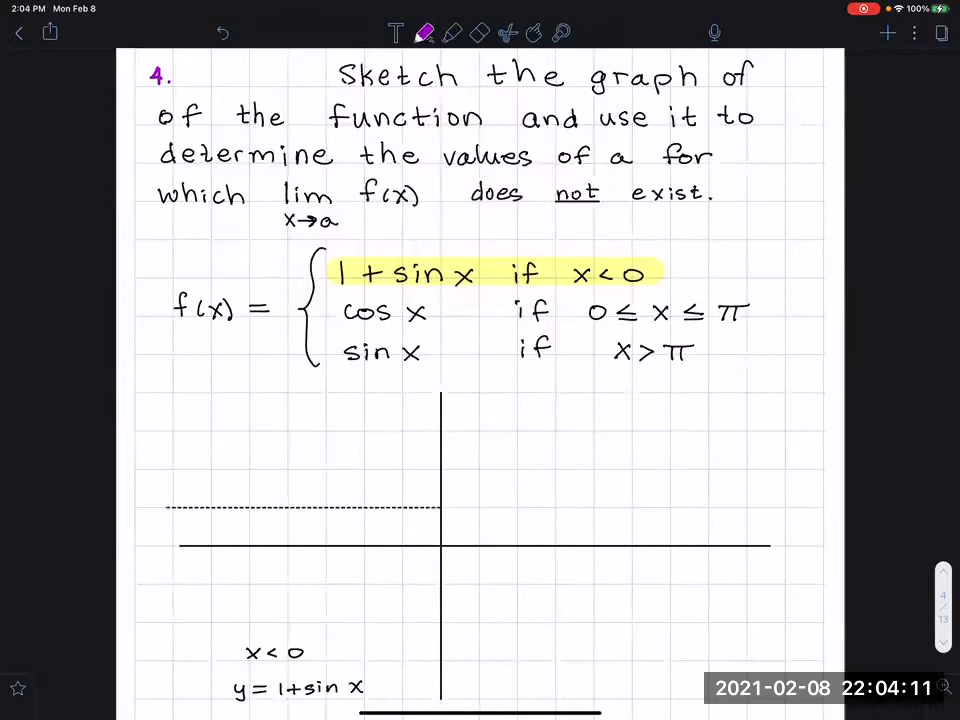 2:04 PM Mon Feb 8
100%
T
4. Sketch the graph of
of the function and use it to
determine the values of a for
which lim f(x) does not exist.
x→a
1 + sin x if x < 0
f(x) = { cos x if 0 ≤ x ≤ π
sin x if x > π
4
/
13
x < 0
y = 1 + sin x
2021-02-08 22:04:11